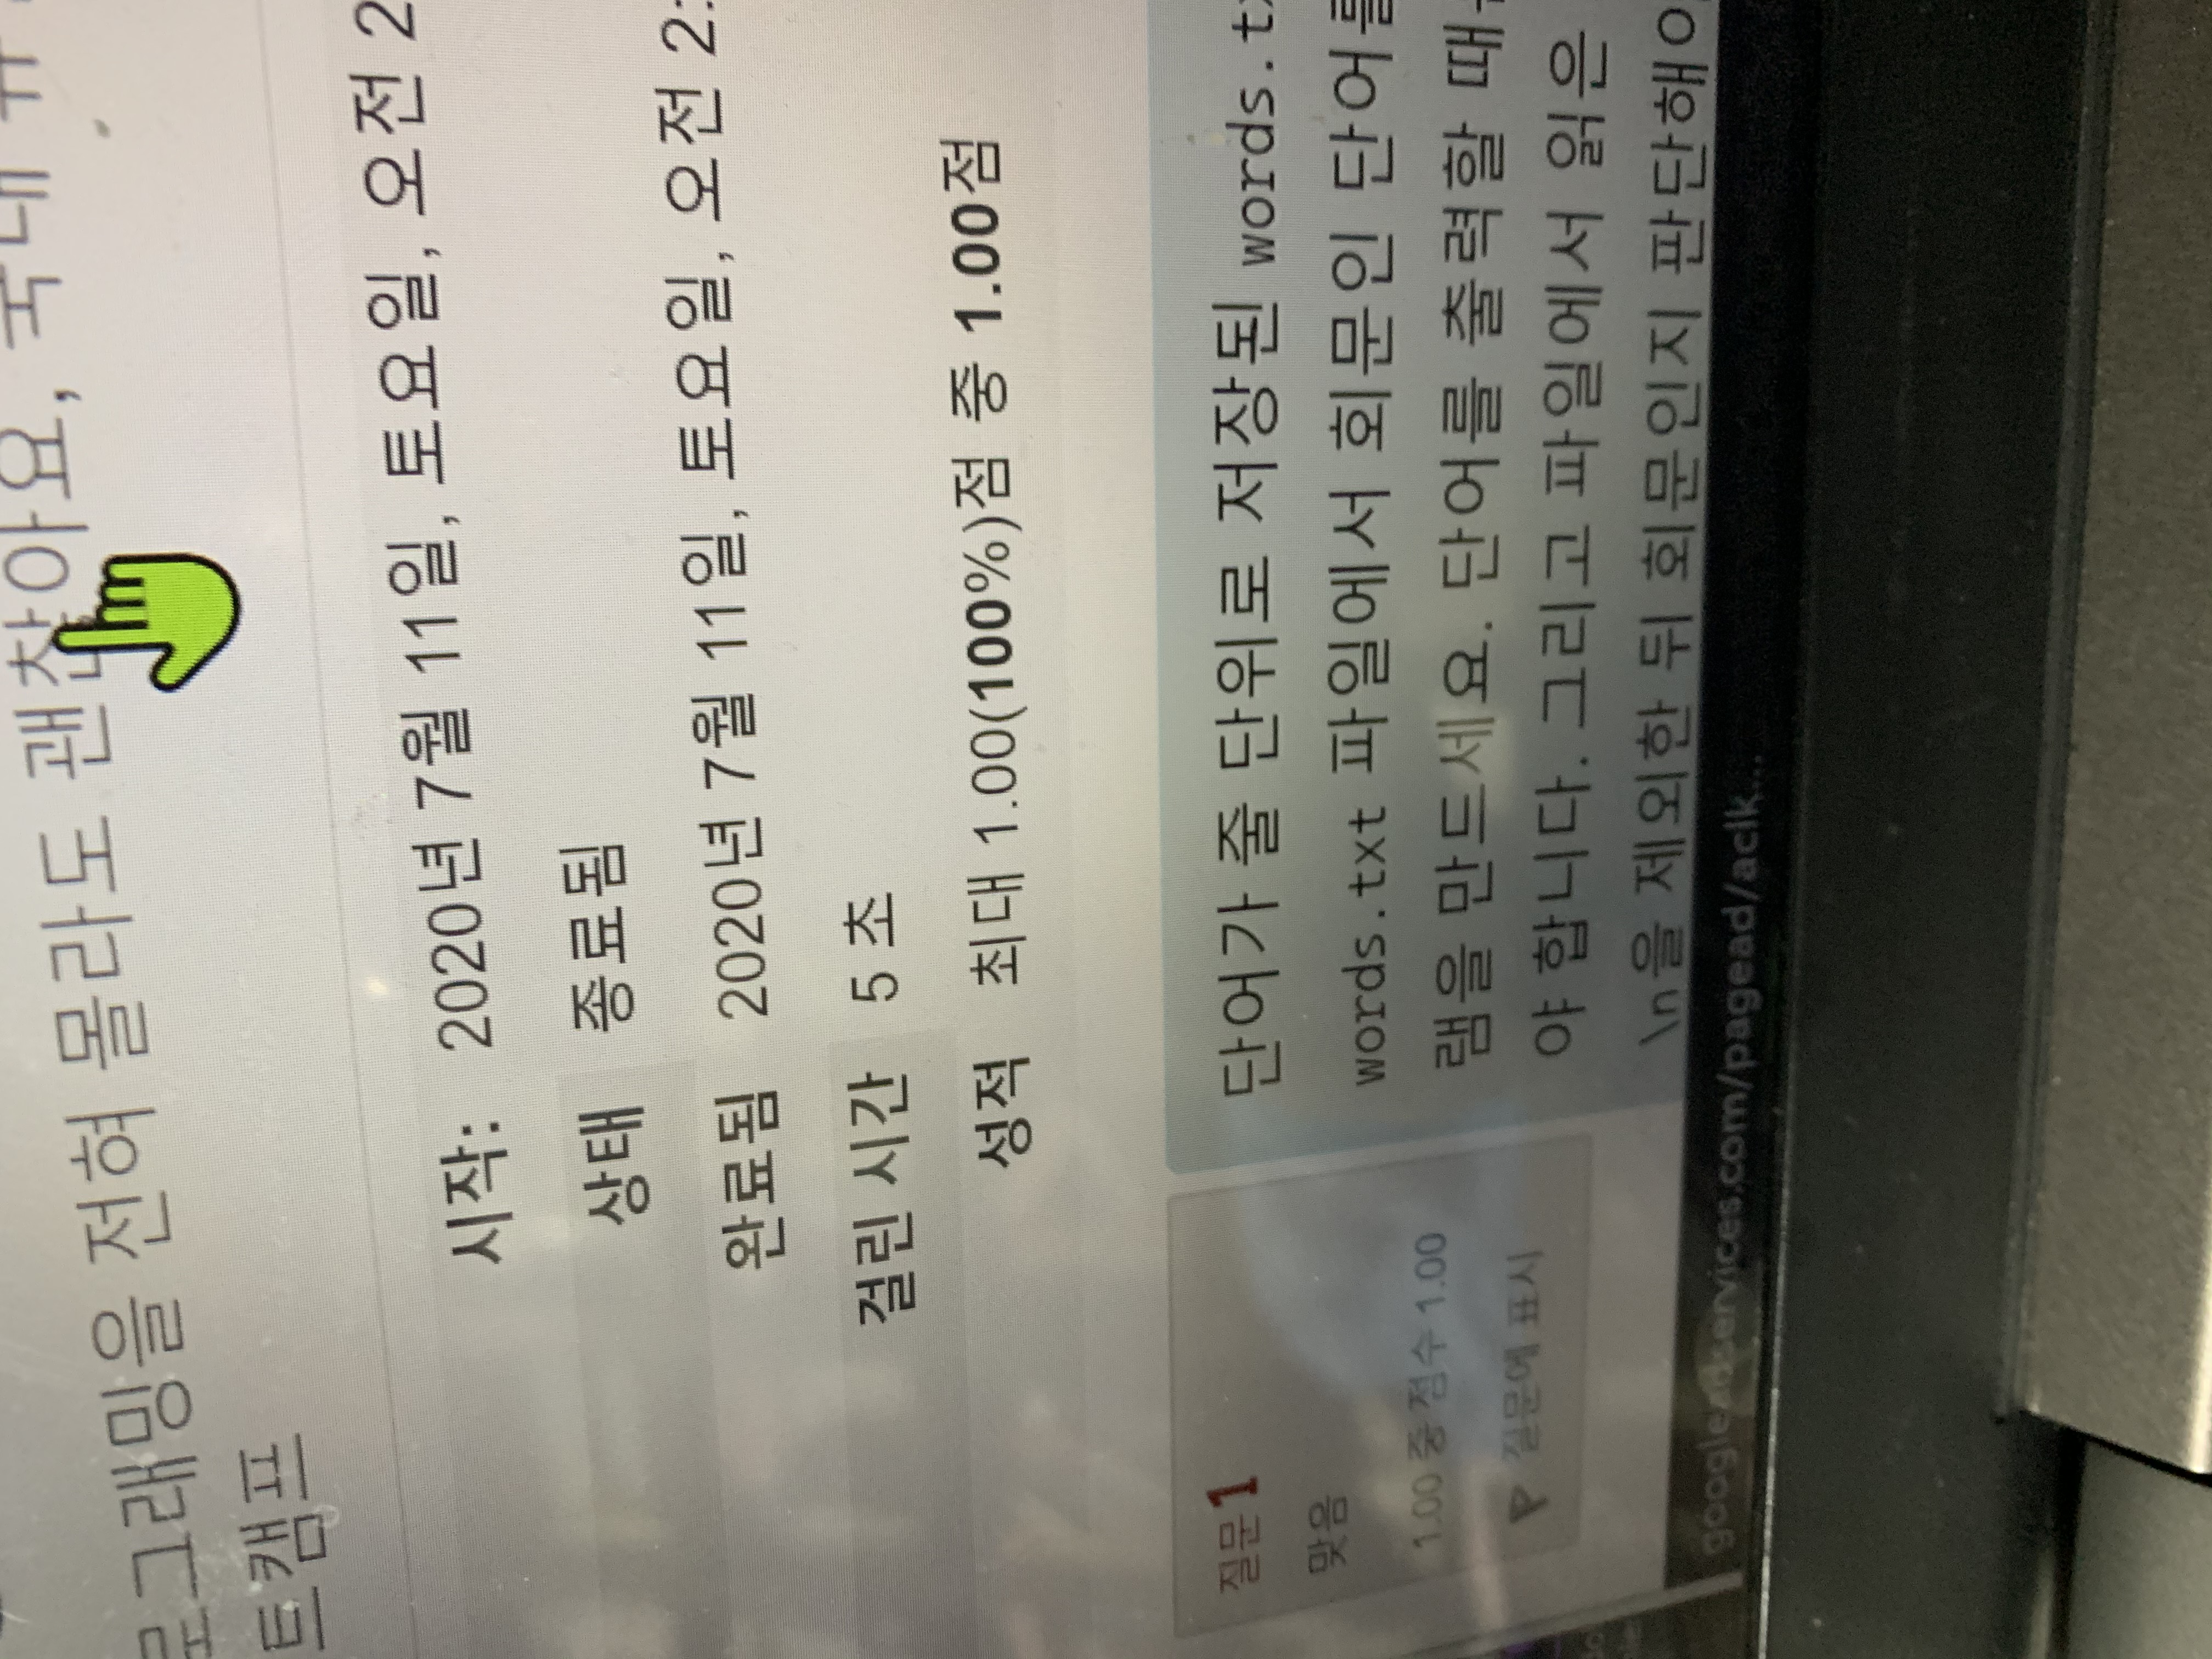 로그래밍을 전혀 몰라도 괜찮아요, 국내
트캠프
시작: 2020년 7월 11일, 토요일, 오전 2
상태 종료됨
완료됨 2020년 7월 11일, 토요일, 오전 2:
걸린 시간 5 초
성적 최대 1.00(100%)점 중 1.00점
질문 1
맞음
1.00 중 점수 1.00
질문에 표시
단어가 줄 단위로 저장된 words.tx
words.txt 파일에서 회문인 단어를
램을 만드세요. 단어를 출력할 때
야 합니다. 그리고 파일에서 읽은
\n을 제외한 뒤 회문인지 판단해야
googleadservices.com/pagead/aclk...